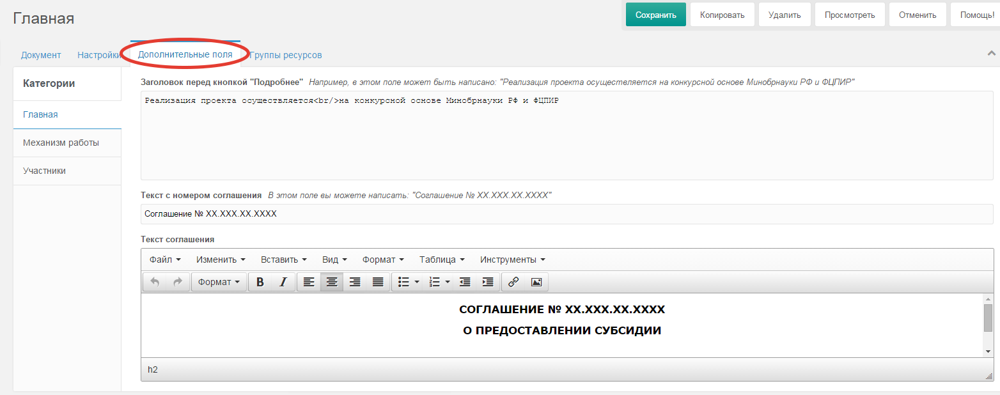 Главная
Сохранить Копировать Удалить Просмотреть Отменить Помощь!
Документ Настройки Дополнительные поля Группы ресурсов
Категории
Главная
Механизм работы
Участники
Заголовок перед кнопкой "Подробнее" Например, в этом поле может быть написано: "Реализация проекта осуществляется на конкурсной основе Минобрнауки РФ и ФЦПИР"
Реализация проекта осуществляется<br/>на конкурсной основе Минобрнауки РФ и ФЦПИР
Текст с номером соглашения В этом поле вы можете написать: "Соглашение № XX.XXX.XX.XXXX"
Соглашение № XX.XXX.XX.XXXX
Текст соглашения
Файл Изменить Вставить Вид Формат Таблица Инструменты
Формат B I
СОГЛАШЕНИЕ № XX.XXX.XX.XXXX
О ПРЕДОСТАВЛЕНИИ СУБСИДИИ
h2